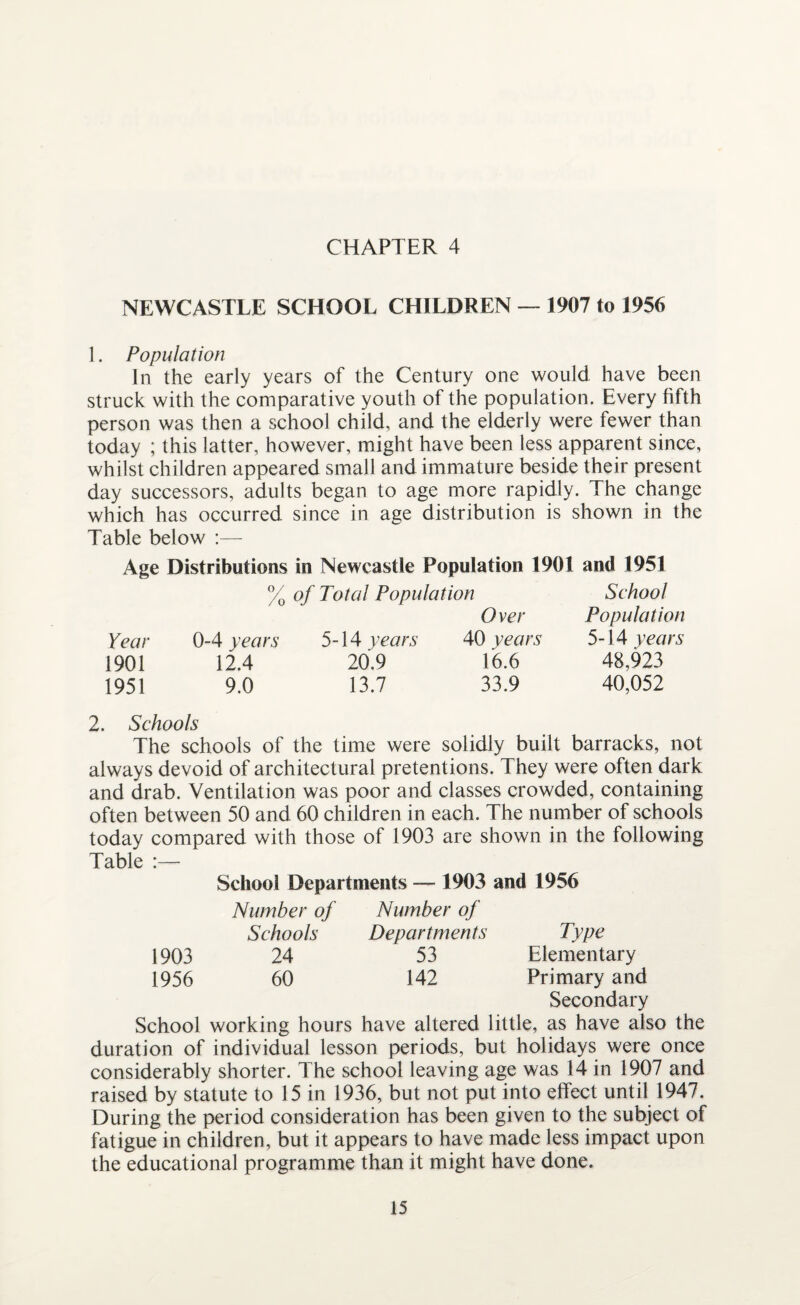 CHAPTER 4
NEWCASTLE SCHOOL CHILDREN — 1907 to 1956
1. Population
In the early years of the Century one would have been
struck with the comparative youth of the population. Every fifth
person was then a school child, and the elderly were fewer than
today ; this latter, however, might have been less apparent since,
whilst children appeared small and immature beside their present
day successors, adults began to age more rapidly. The change
which has occurred since in age distribution is shown in the
Table below :—
Age Distributions in Newcastle Population 1901 and 1951
% of Total Population School
Over Population
Year 0-4 years 5-14 years 40 years 5-14 years
1901 12.4 20.9 16.6 48,923
1951 9.0 13.7 33.9 40,052
2. Schools
The schools of the time were solidly built barracks, not
always devoid of architectural pretentions. They were often dark
and drab. Ventilation was poor and classes crowded, containing
often between 50 and 60 children in each. The number of schools
today compared with those of 1903 are shown in the following
Table :—
School Departments — 1903 and 1956
Number of Number of
Schools Departments Type
1903 24 53 Elementary
1956 60 142 Primary and
Secondary
School working hours have altered little, as have also the
duration of individual lesson periods, but holidays were once
considerably shorter. The school leaving age was 14 in 1907 and
raised by statute to 15 in 1936, but not put into effect until 1947.
During the period consideration has been given to the subject of
fatigue in children, but it appears to have made less impact upon
the educational programme than it might have done.
15